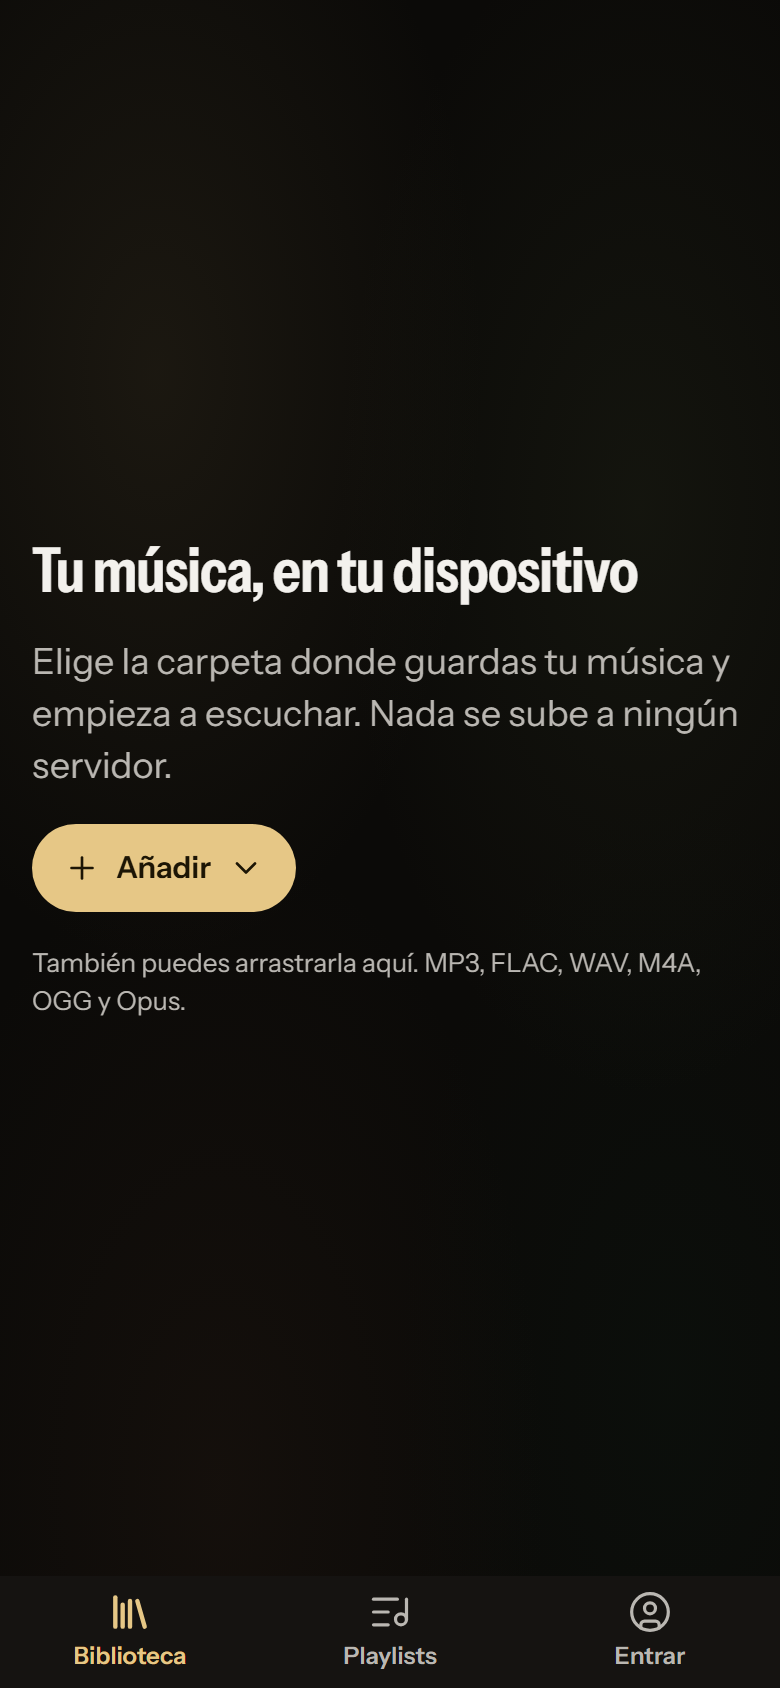 Tu música, en tu dispositivo
Elige la carpeta donde guardas tu música y
empieza a escuchar. Nada se sube a ningún
servidor.
Añadir
También puedes arrastrarla aquí. MP3, FLAC, WAV, M4A,
OGG y Opus.
Biblioteca
Playlists
Entrar